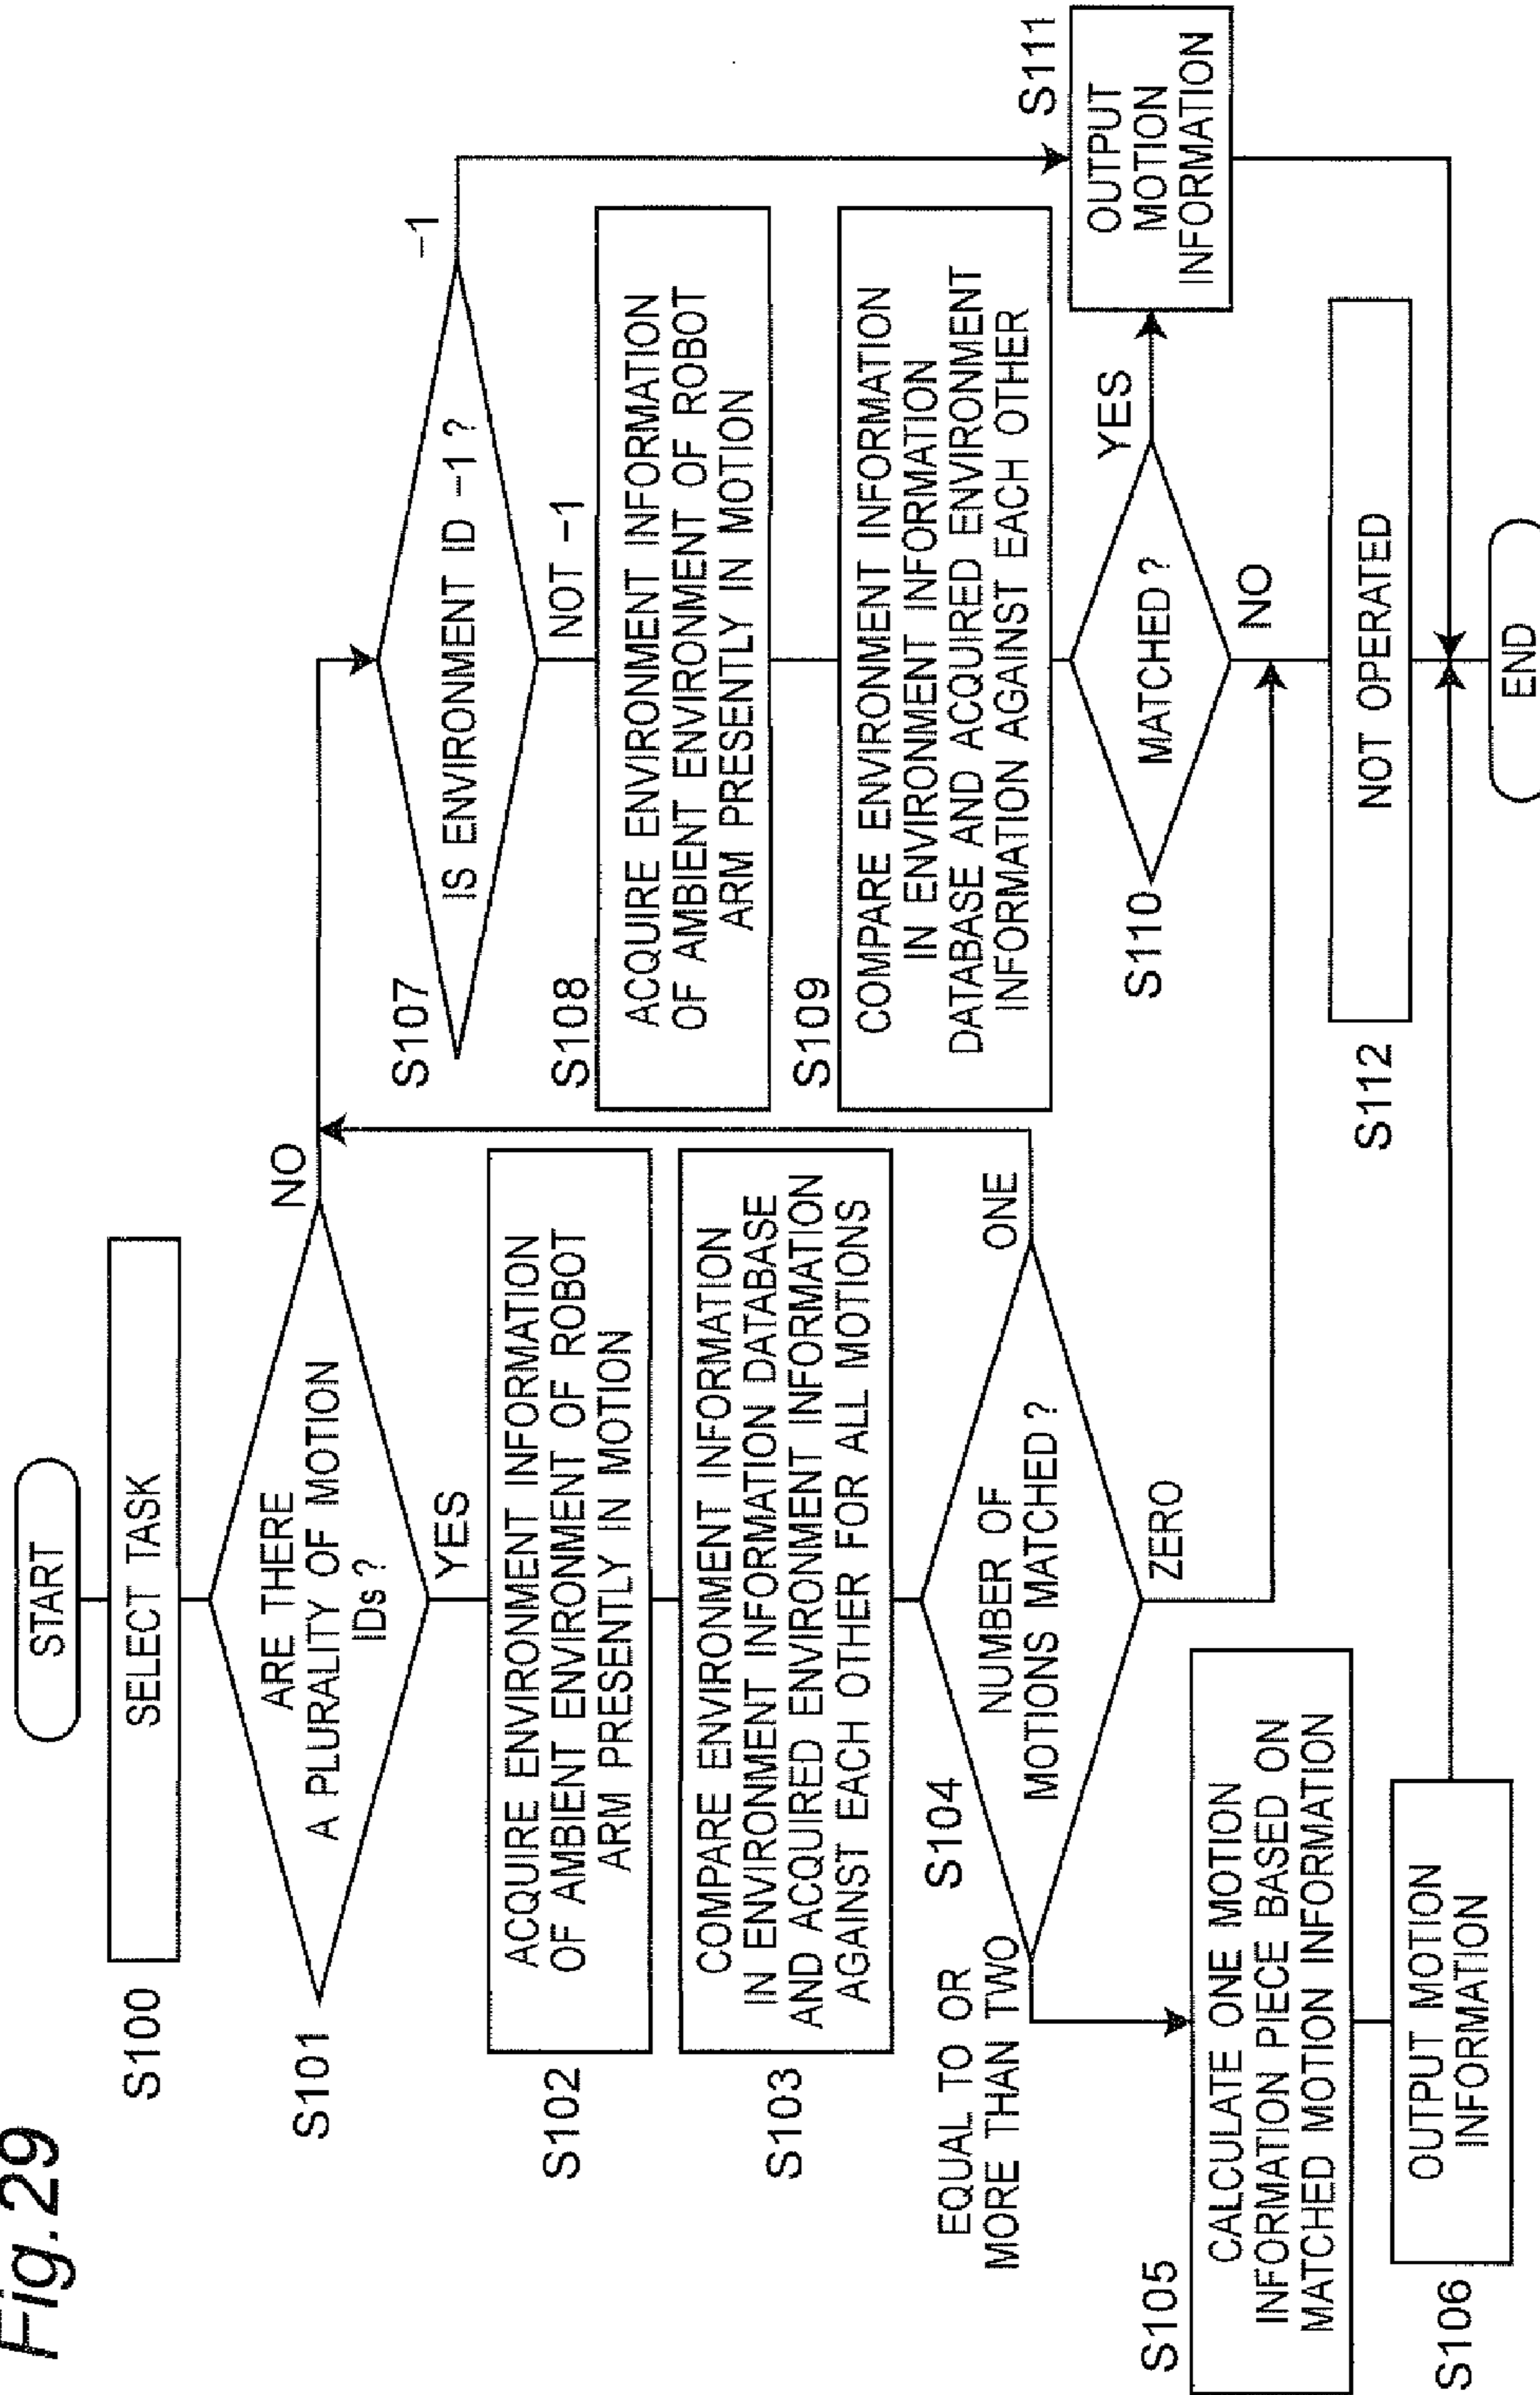 Fig.29
START
S100
SELECT TASK
S101
ARE THERE
A PLURALITY OF MOTION
IDs ?
NO
YES
S102
ACQUIRE ENVIRONMENT INFORMATION
OF AMBIENT ENVIRONMENT OF ROBOT
ARM PRESENTLY IN MOTION
S103
COMPARE ENVIRONMENT INFORMATION
IN ENVIRONMENT INFORMATION DATABASE
AND ACQUIRED ENVIRONMENT INFORMATION
AGAINST EACH OTHER FOR ALL MOTIONS
S104
NUMBER OF
MOTIONS MATCHED ?
EQUAL TO OR
MORE THAN TWO
ONE
ZERO
S105
CALCULATE ONE MOTION
INFORMATION PIECE BASED ON
MATCHED MOTION INFORMATION
S106
OUTPUT MOTION
INFORMATION
S107
IS ENVIRONMENT ID -1 ?
-1
NOT -1
S108
ACQUIRE ENVIRONMENT INFORMATION
OF AMBIENT ENVIRONMENT OF ROBOT
ARM PRESENTLY IN MOTION
S109
COMPARE ENVIRONMENT INFORMATION
IN ENVIRONMENT INFORMATION
DATABASE AND ACQUIRED ENVIRONMENT
INFORMATION AGAINST EACH OTHER
S110
MATCHED ?
YES
NO
S111
OUTPUT
MOTION
INFORMATION
S112
NOT OPERATED
END